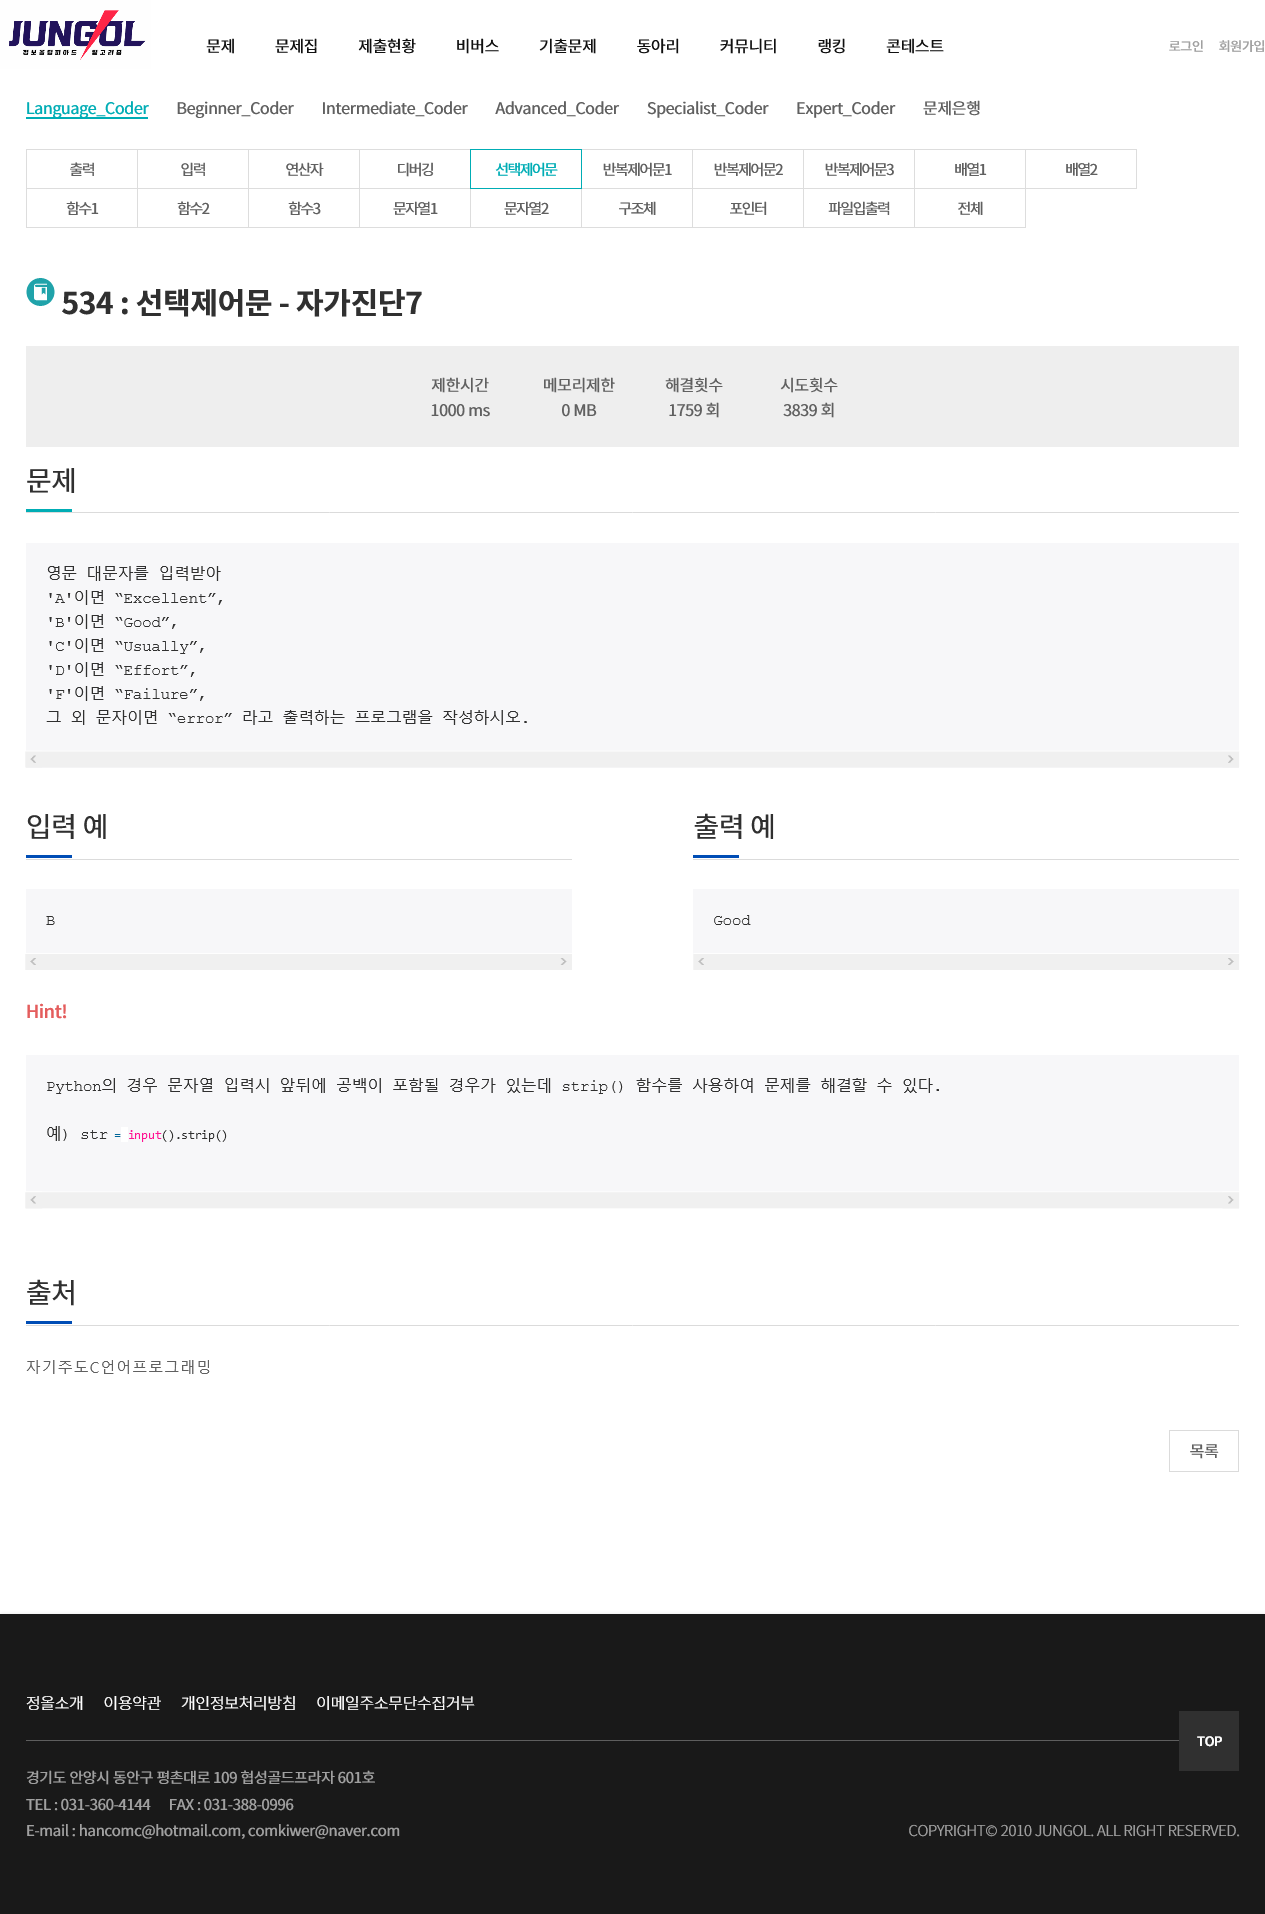 JUNGOL
정보올림피아드 알고리즘
문제 문제집 제출현황 비버스 기출문제 동아리 커뮤니티 랭킹 콘테스트
로그인 회원가입
Language_Coder Beginner_Coder Intermediate_Coder Advanced_Coder Specialist_Coder Expert_Coder 문제은행
출력 입력 연산자 디버깅 선택제어문 반복제어문1 반복제어문2 반복제어문3 배열1 배열2
함수1 함수2 함수3 문자열1 문자열2 구조체 포인터 파일입출력 전체
534 : 선택제어문 - 자가진단7
제한시간 메모리제한 해결횟수 시도횟수
1000 ms 0 MB 1759 회 3839 회
문제
영문 대문자를 입력받아
'A'이면 “Excellent”,
'B'이면 “Good”,
'C'이면 “Usually”,
'D'이면 “Effort”,
'F'이면 “Failure”,
그 외 문자이면 “error” 라고 출력하는 프로그램을 작성하시오.
입력 예
B
출력 예
Good
Hint!
Python의 경우 문자열 입력시 앞뒤에 공백이 포함될 경우가 있는데 strip() 함수를 사용하여 문제를 해결할 수 있다.
예) str = input().strip()
출처
자기주도C언어프로그래밍
목록
정올소개 이용약관 개인정보처리방침 이메일주소무단수집거부
TOP
경기도 안양시 동안구 평촌대로 109 협성골드프라자 601호
TEL : 031-360-4144 FAX : 031-388-0996
E-mail : hancomc@hotmail.com, comkiwer@naver.com
COPYRIGHT© 2010 JUNGOL. ALL RIGHT RESERVED.